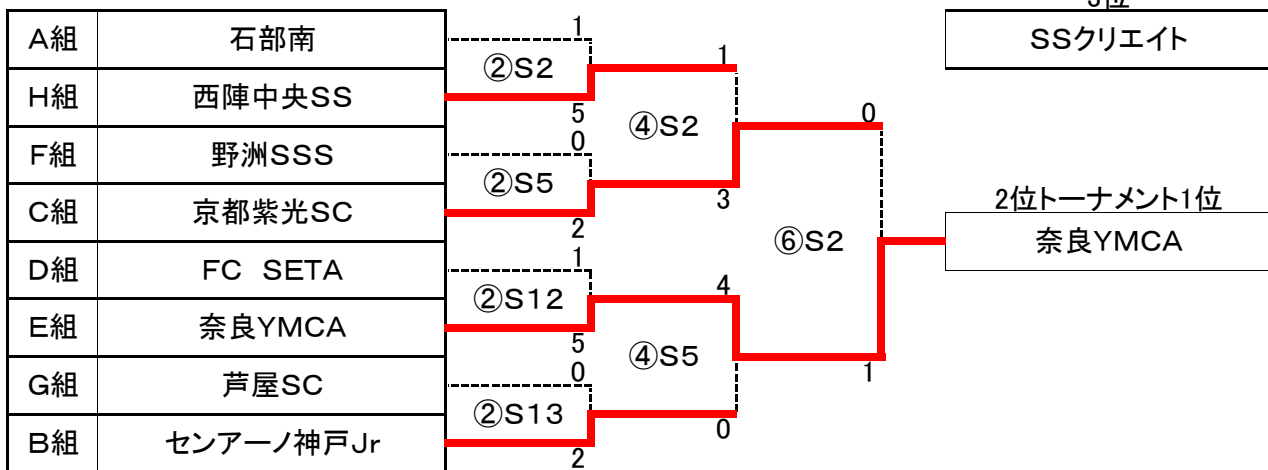 3位
SSクリエイト
A組 石部南 1
②S2 1
H組 西陣中央SS 5
④S2 0
F組 野洲SSS 0
②S5 3
C組 京都紫光SC 2
⑥S2
2位トーナメント1位
奈良YMCA
D組 FC SETA 1
②S12 4
E組 奈良YMCA 5
④S5 1
G組 芦屋SC 0
②S13 0
B組 センアーノ神戸Jr 2